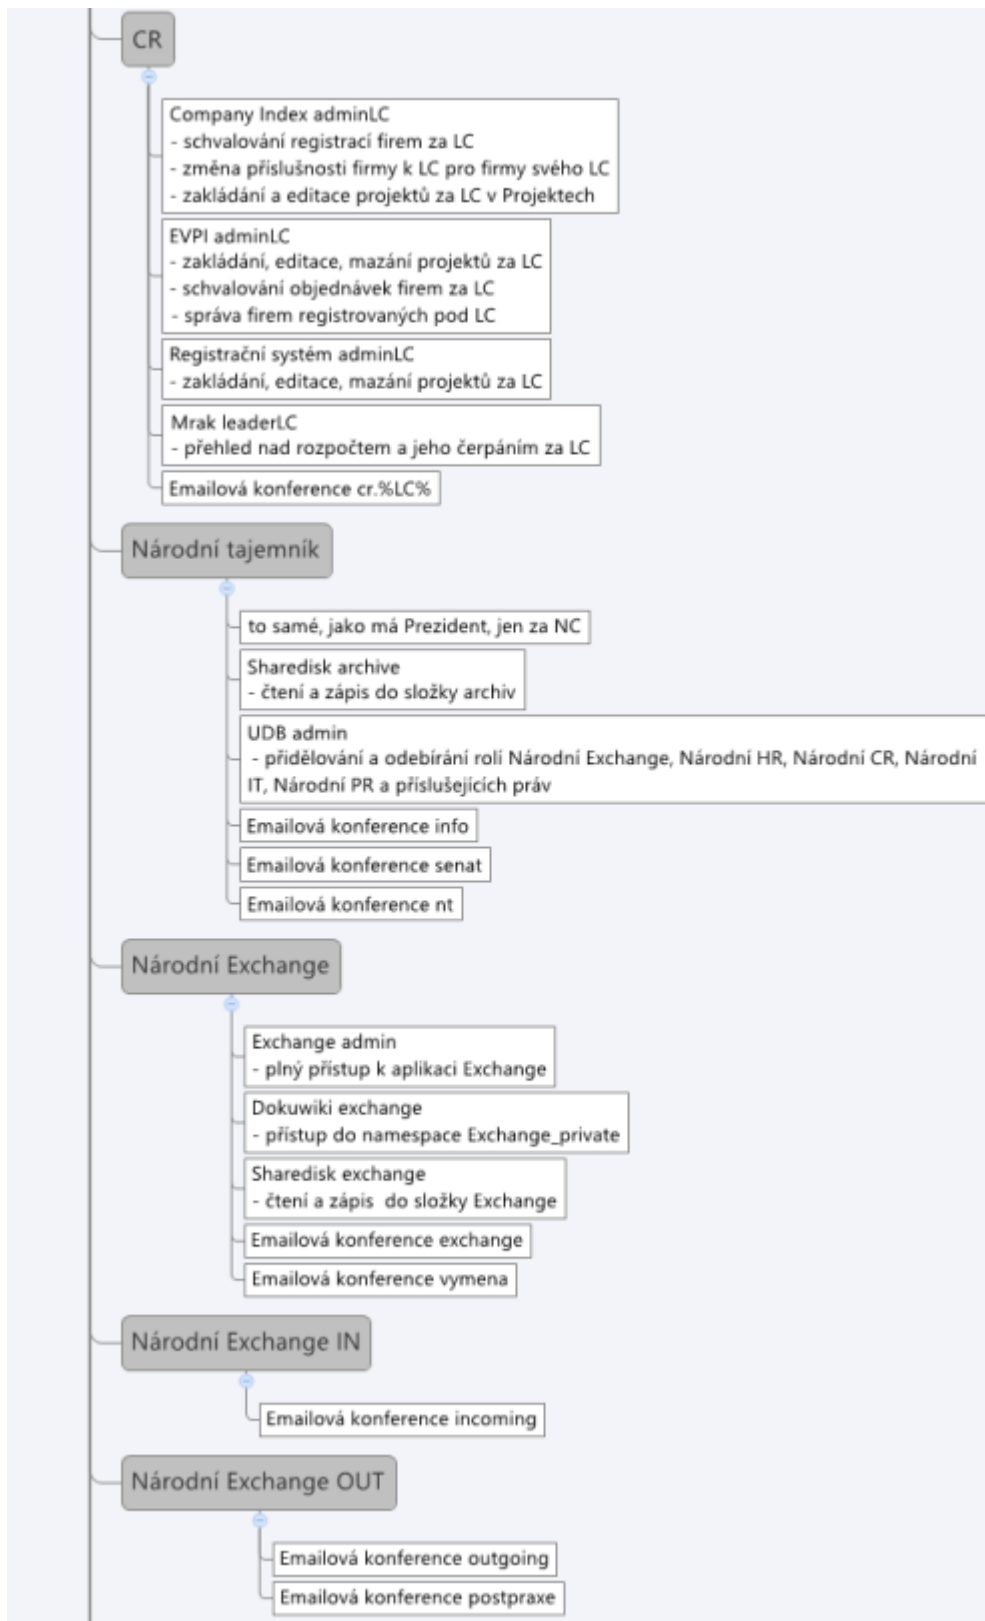 CR
Company Index adminLC
- schvalování registrací firem za LC
- změna příslušnosti firmy k LC pro firmy svého LC
- zakládání a editace projektů za LC v Projektech
EVPI adminLC
- zakládání, editace, mazání projektů za LC
- schvalování objednávek firem za LC
- správa firem registrovaných pod LC
Registrační systém adminLC
- zakládání, editace, mazání projektů za LC
Mrak leaderLC
- přehled nad rozpočtem a jeho čerpáním za LC
Emailová konference cr.%LC%
Národní tajemník
to samé, jako má Prezident, jen za NC
Sharedisk archive
- čtení a zápis do složky archiv
UDB admin
- přidělování a odebírání rolí Národní Exchange, Národní HR, Národní CR, Národní
IT, Národní PR a příslušejících práv
Emailová konference info
Emailová konference senat
Emailová konference nt
Národní Exchange
Exchange admin
- plný přístup k aplikaci Exchange
Dokuwiki exchange
- přístup do namespace Exchange_private
Sharedisk exchange
- čtení a zápis  do složky Exchange
Emailová konference exchange
Emailová konference vymena
Národní Exchange IN
Emailová konference incoming
Národní Exchange OUT
Emailová konference outgoing
Emailová konference postpraxe